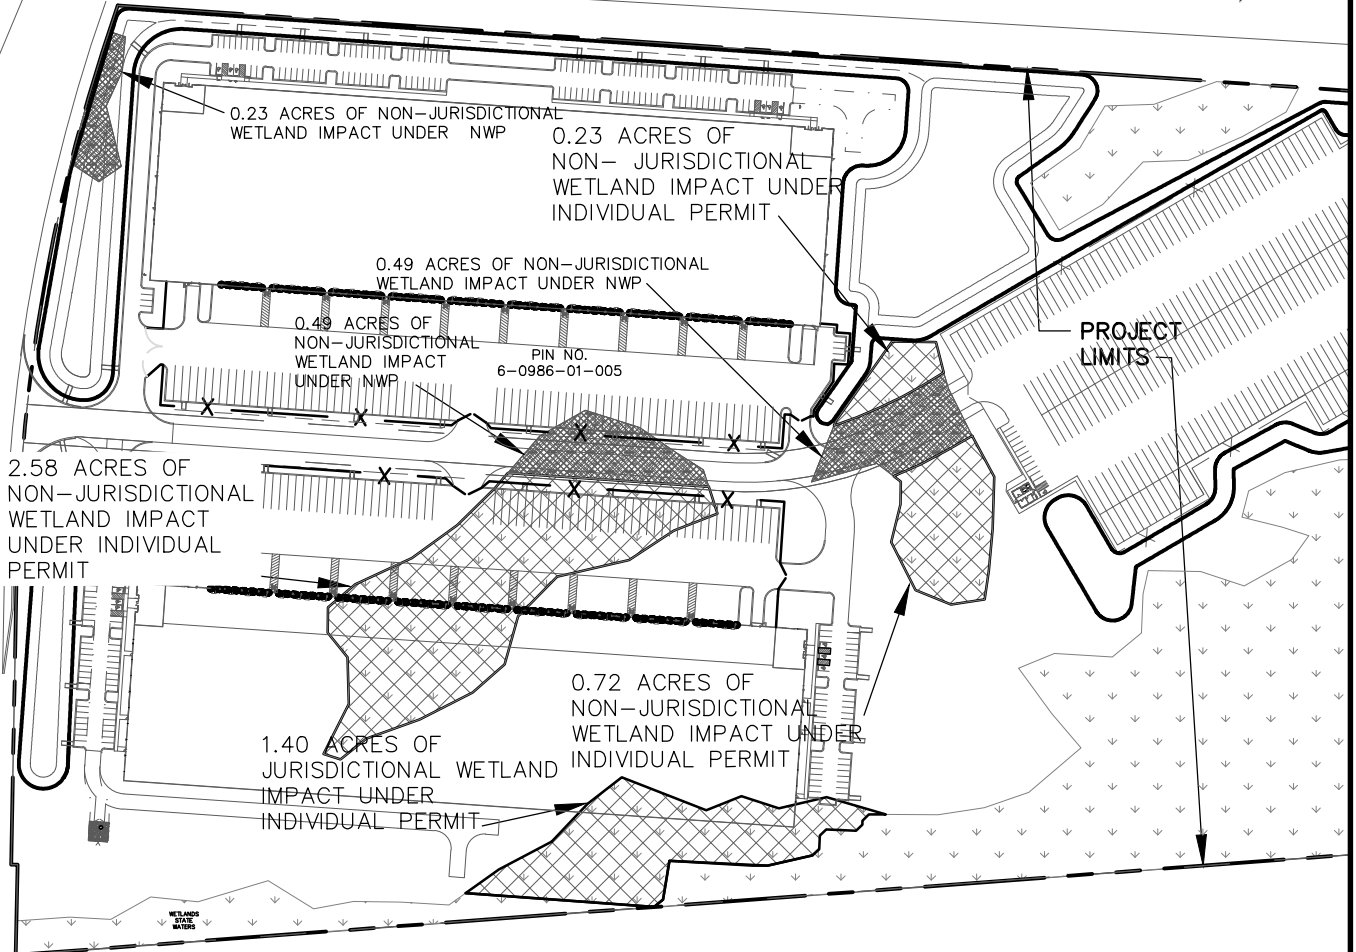 0.23 ACRES OF NON-JURISDICTIONAL
WETLAND IMPACT UNDER NWP
0.23 ACRES OF
NON- JURISDICTIONAL
WETLAND IMPACT UNDER
INDIVIDUAL PERMIT
0.49 ACRES OF NON-JURISDICTIONAL
WETLAND IMPACT UNDER NWP
0.49 ACRES OF
NON-JURISDICTIONAL
WETLAND IMPACT
UNDER NWP
PIN NO.
6-0986-01-005
PROJECT
LIMITS
2.58 ACRES OF
NON-JURISDICTIONAL
WETLAND IMPACT
UNDER INDIVIDUAL
PERMIT
0.72 ACRES OF
NON-JURISDICTIONAL
WETLAND IMPACT UNDER
INDIVIDUAL PERMIT
1.40 ACRES OF
JURISDICTIONAL WETLAND
IMPACT UNDER
INDIVIDUAL PERMIT
WETLANDS
STATE
WATERS